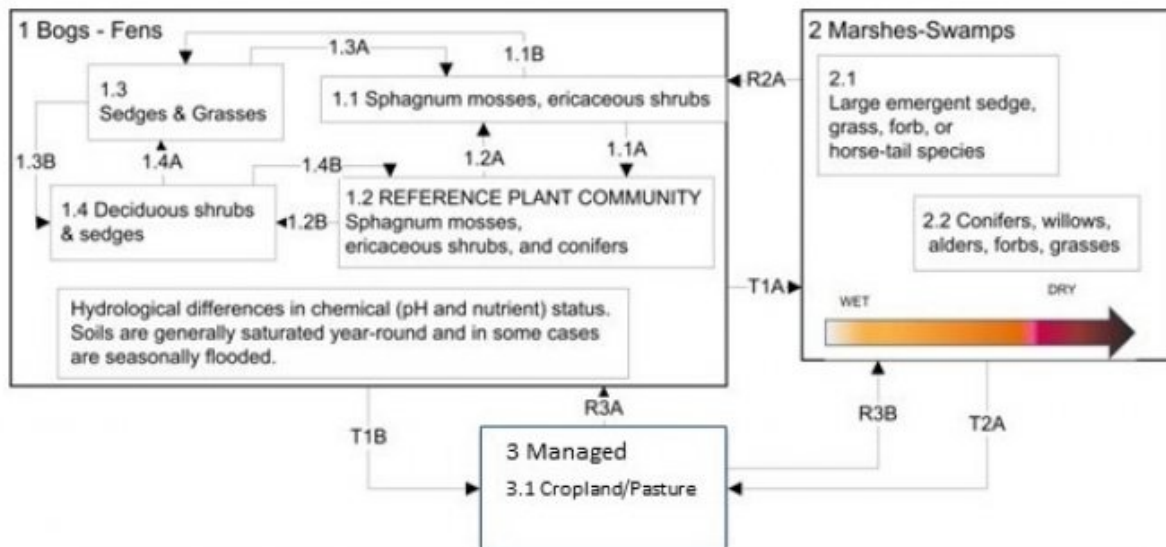 1 Bogs - Fens
1.3A
1.1B
1.3
Sedges & Grasses
1.1 Sphagnum mosses, ericaceous shrubs
1.3B
1.4A
1.4B
1.2A
1.1A
1.4 Deciduous shrubs
& sedges
1.2B
1.2 REFERENCE PLANT COMMUNITY
Sphagnum mosses,
ericaceous shrubs, and conifers
Hydrological differences in chemical (pH and nutrient) status.
Soils are generally saturated year-round and in some cases
are seasonally flooded.
R2A
T1A
2 Marshes-Swamps
2.1
Large emergent sedge,
grass, forb, or
horse-tail species
2.2 Conifers, willows,
alders, forbs, grasses
WET
DRY
T1B
R3A
R3B
T2A
3 Managed
3.1 Cropland/Pasture